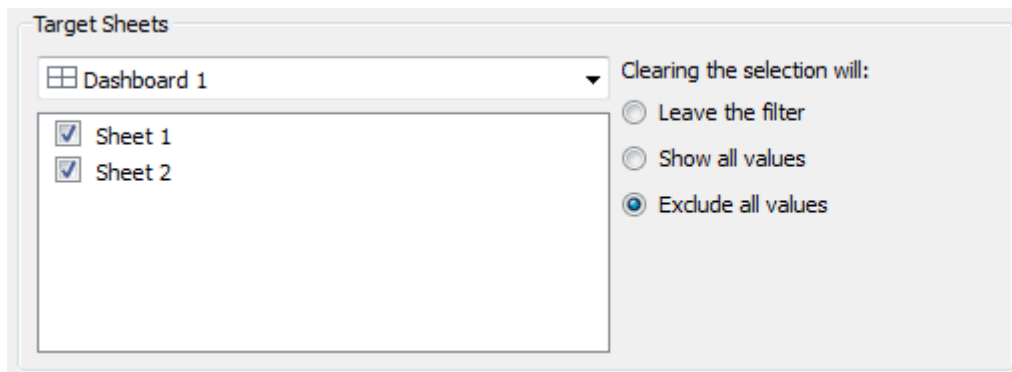 Target Sheets
Dashboard 1
Sheet 1
Sheet 2
Clearing the selection will:
Leave the filter
Show all values
Exclude all values